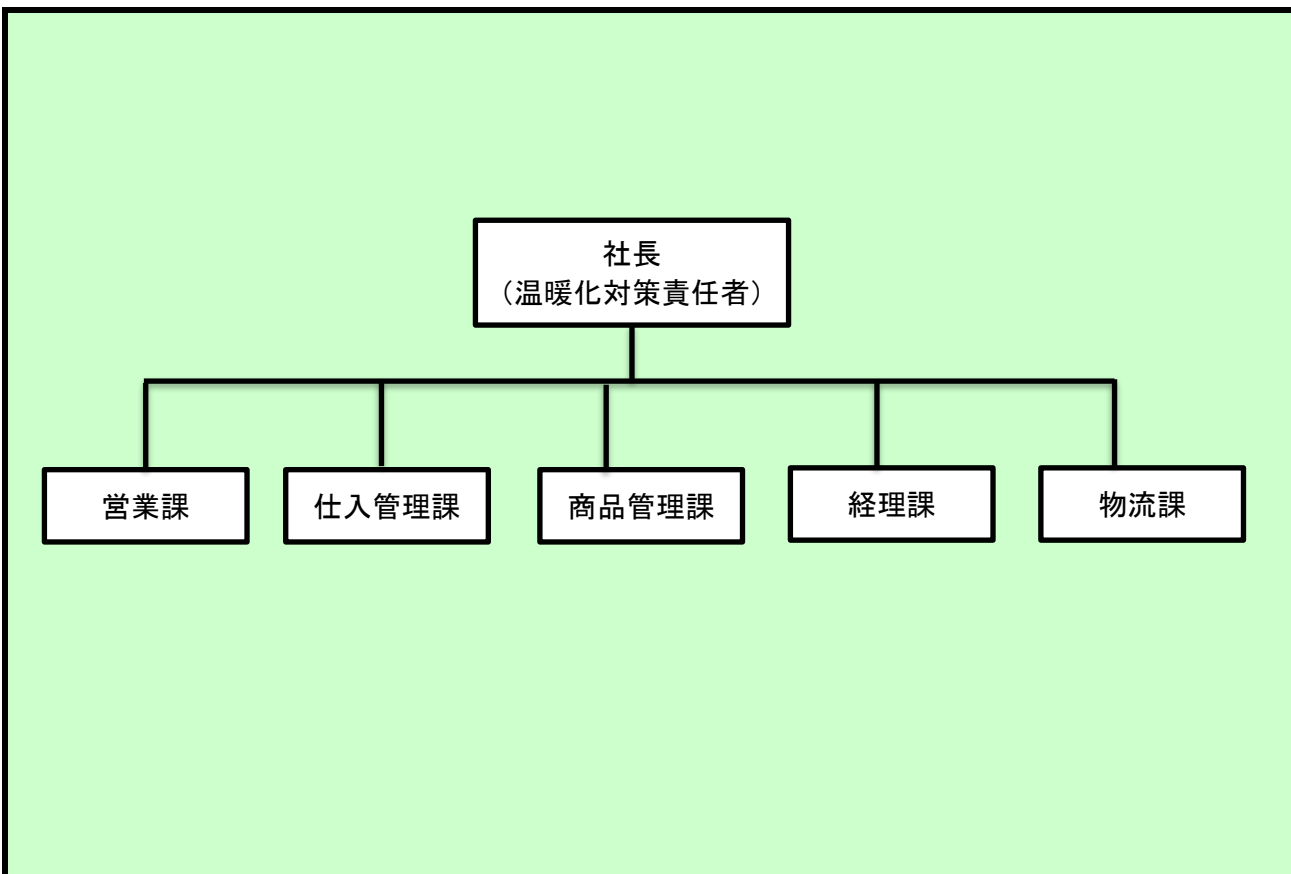 社長
（温暖化対策責任者）
営業課
仕入管理課
商品管理課
経理課
物流課